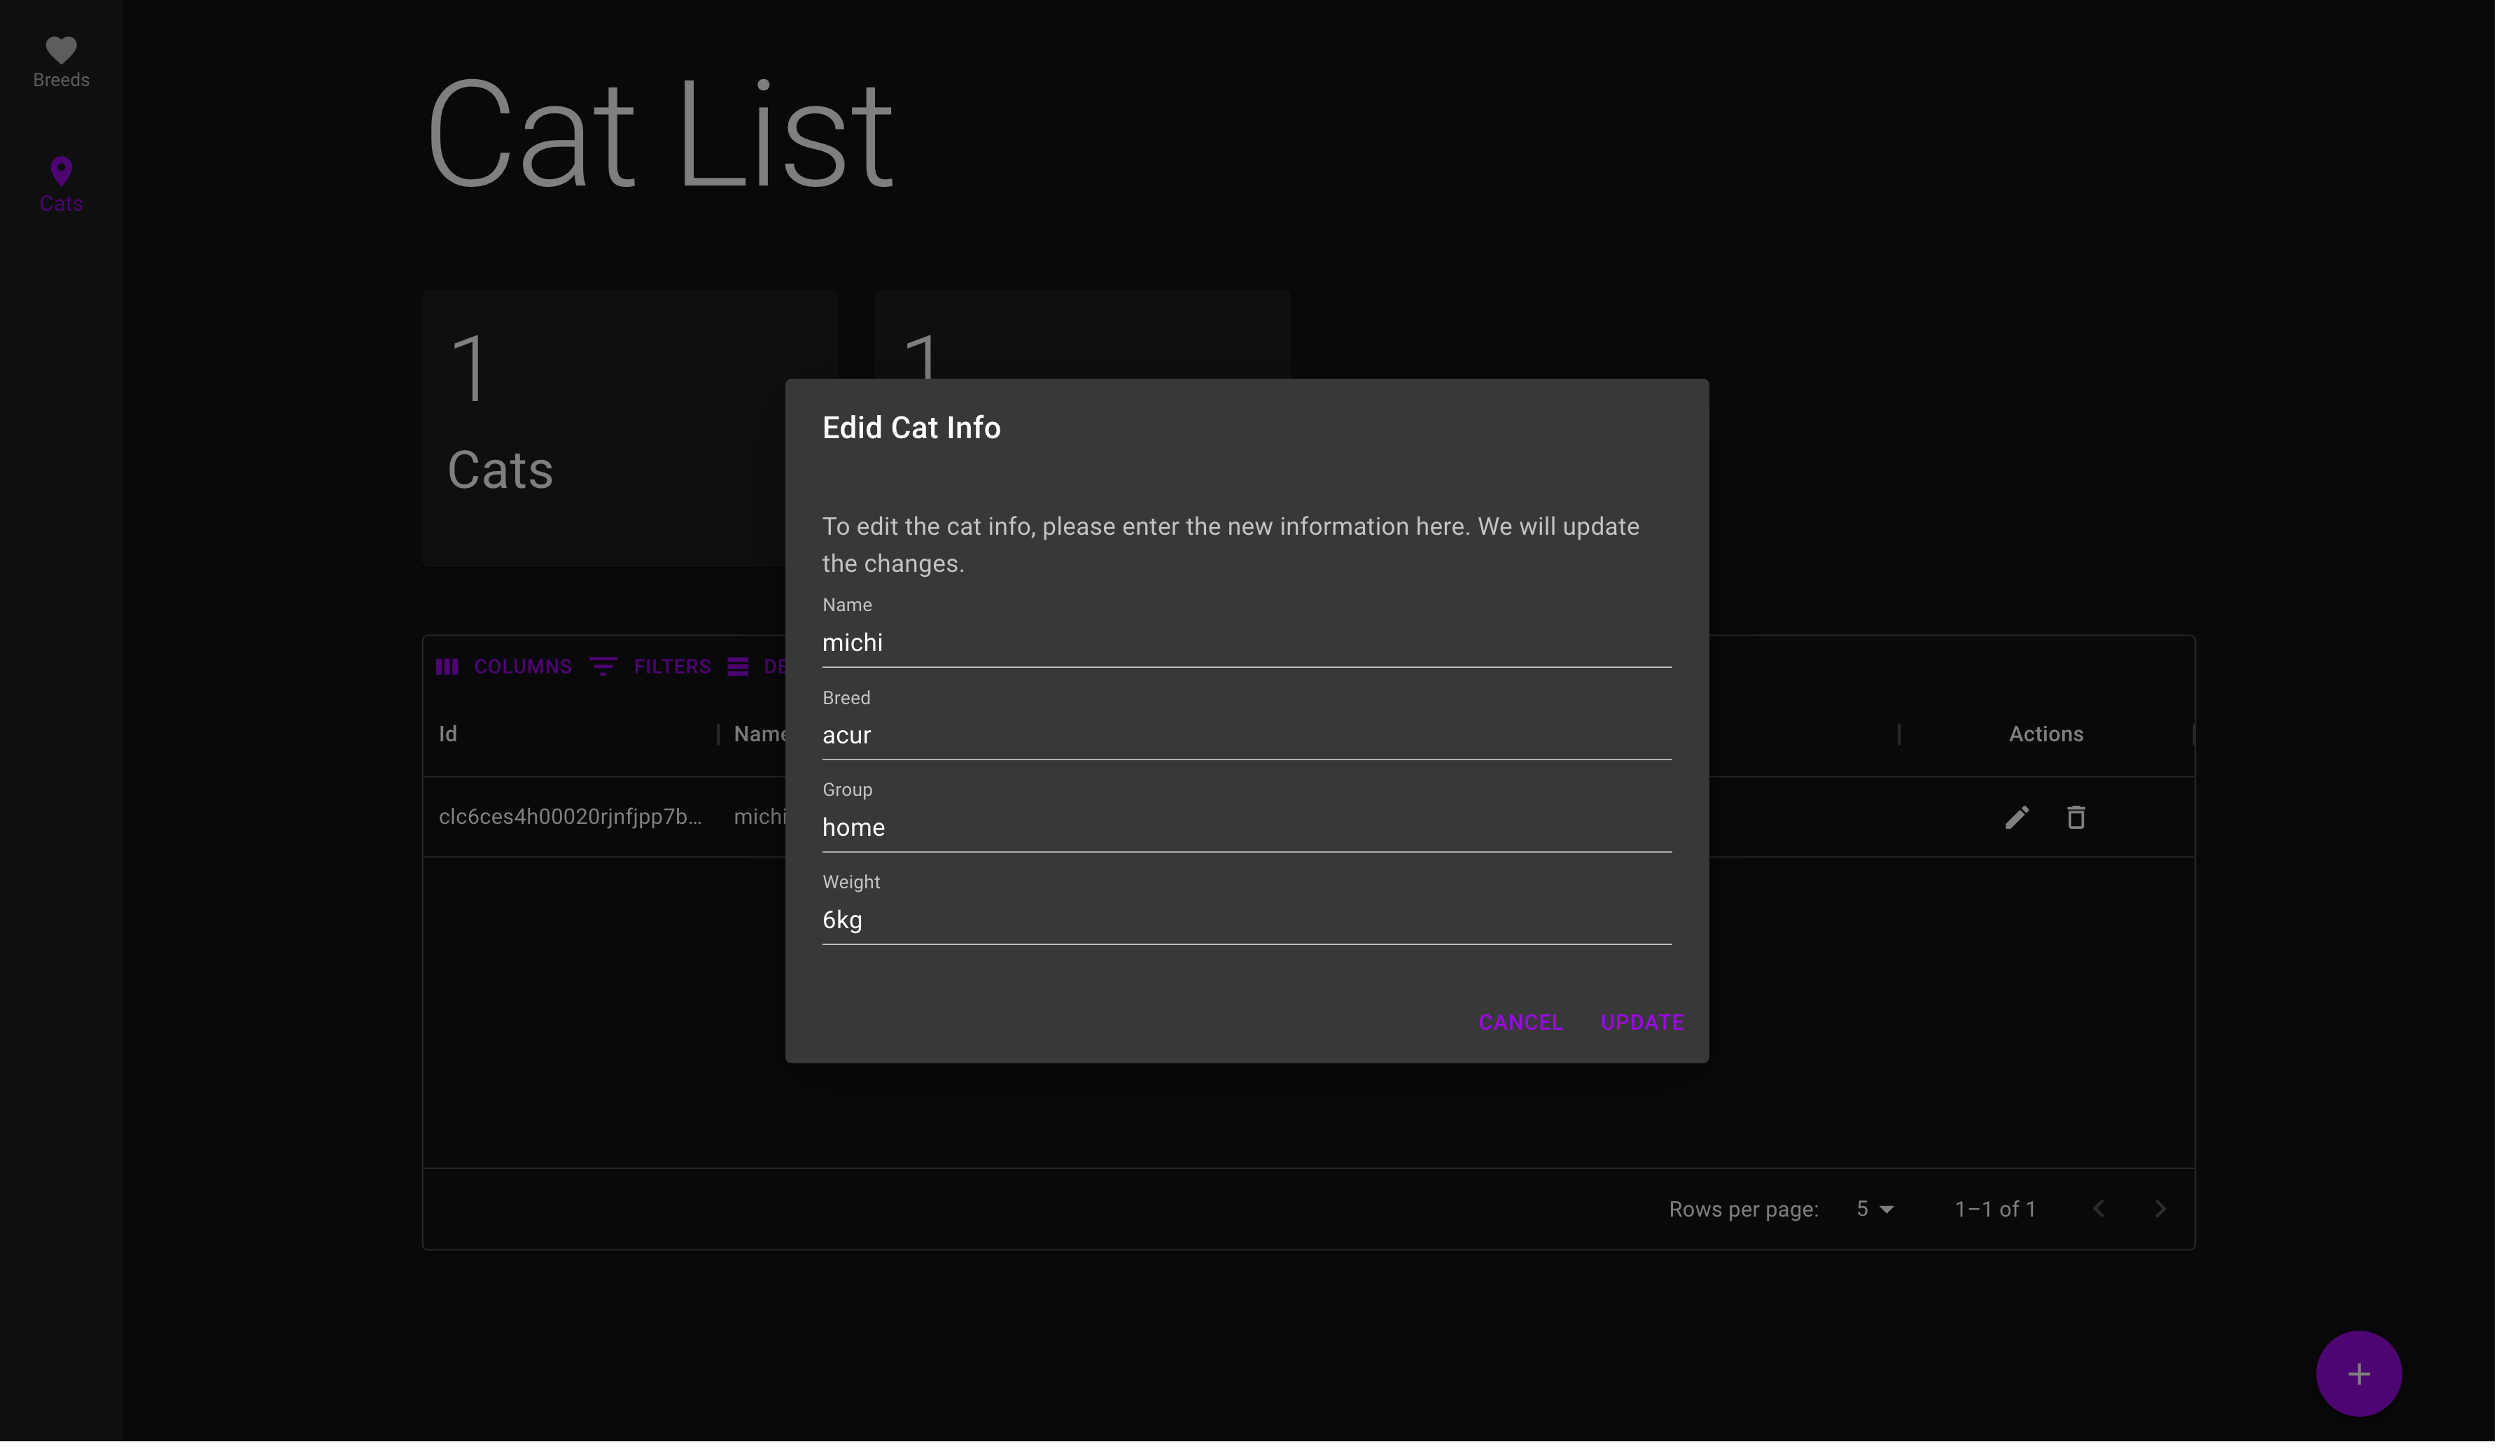 Breeds
Cats
Cat List
1
Cats
1
Edid Cat Info
To edit the cat info, please enter the new information here. We will update
the changes.
Name
michi
Breed
acur
Group
home
Weight
6kg
CANCEL UPDATE
COLUMNS FILTERS DE
Id Name Actions
clc6ces4h00020rjnfjpp7b... michi
Rows per page: 5 1–1 of 1